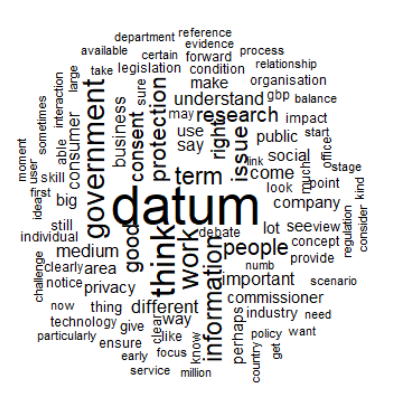 department reference
evidence
available certain forward process
take legislation condition relationship
large sure make organisation
interaction understand gbp balance
sometimes business consent protection may research impact
moment able consumer government use right issue public start
user skill say link social much office
first big term come look point stage
idea datum company kind
still good think work debate lot see view regulation consider
individual medium people concept
challenge clearly area information numb provide
notice privacy important scenario
now thing different commissioner
technology give clear way perhaps industry need
particularly ensure like know policy want
early focus country get
service million